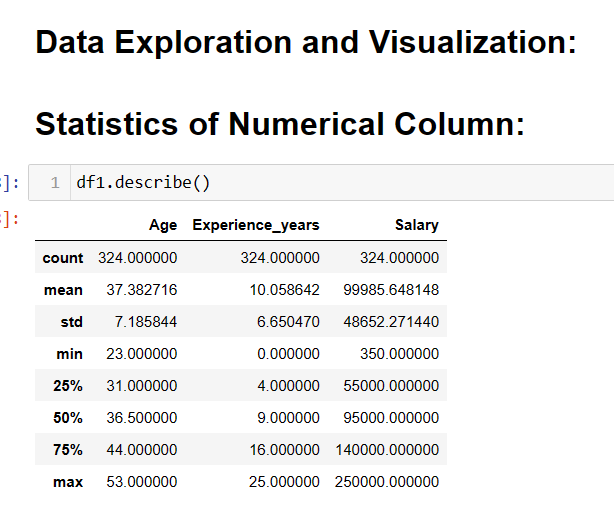 Data Exploration and Visualization:
Statistics of Numerical Column:
]: 1 df1.describe()
]:
Age Experience_years Salary
count 324.000000 324.000000 324.000000
mean 37.382716 10.058642 99985.648148
std 7.185844 6.650470 48652.271440
min 23.000000 0.000000 350.000000
25% 31.000000 4.000000 55000.000000
50% 36.500000 9.000000 95000.000000
75% 44.000000 16.000000 140000.000000
max 53.000000 25.000000 250000.000000